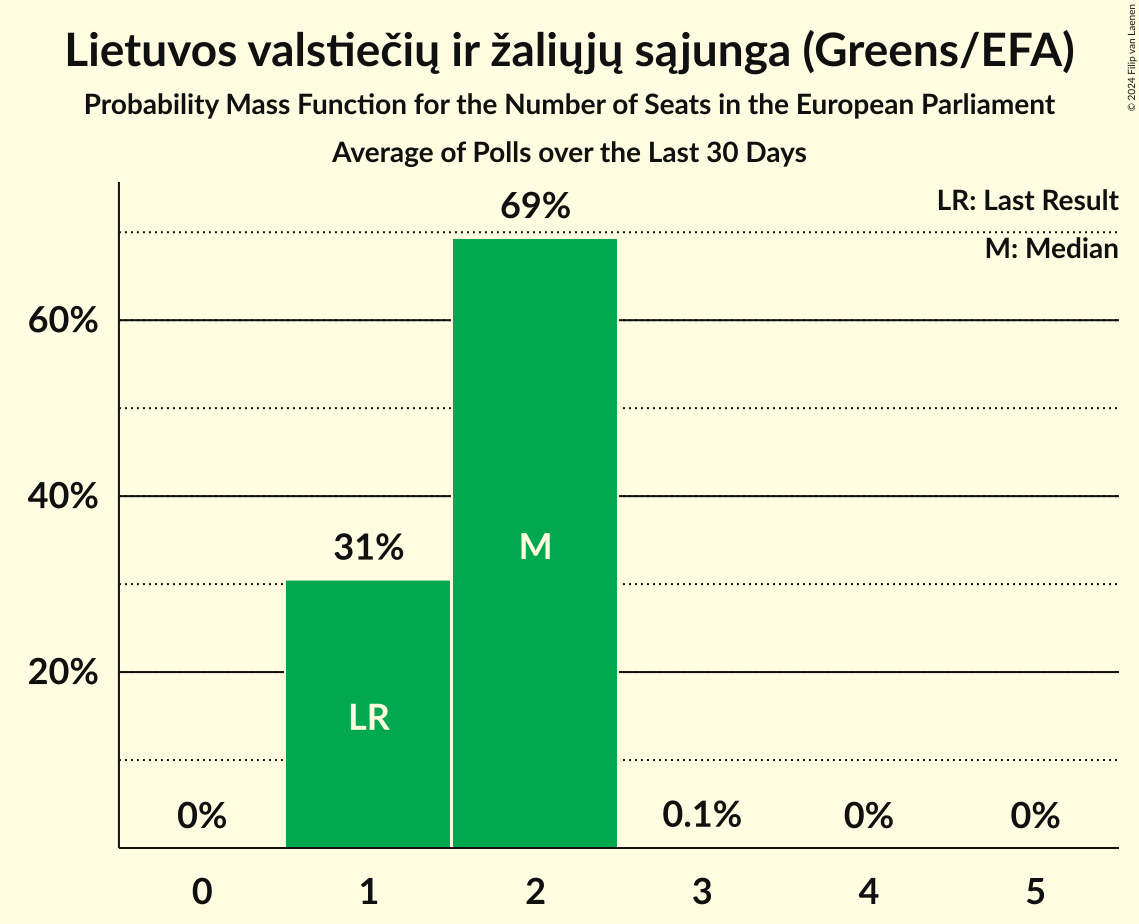 Lietuvos valstiečių ir žaliųjų sąjunga (Greens/EFA)
Probability Mass Function for the Number of Seats in the European Parliament
Average of Polls over the Last 30 Days
© 2024 Filip van Laenen
LR: Last Result
M: Median
69%
60%
40%
31%
M
20%
LR
0%
0.1%
0%
0%
0
1
2
3
4
5